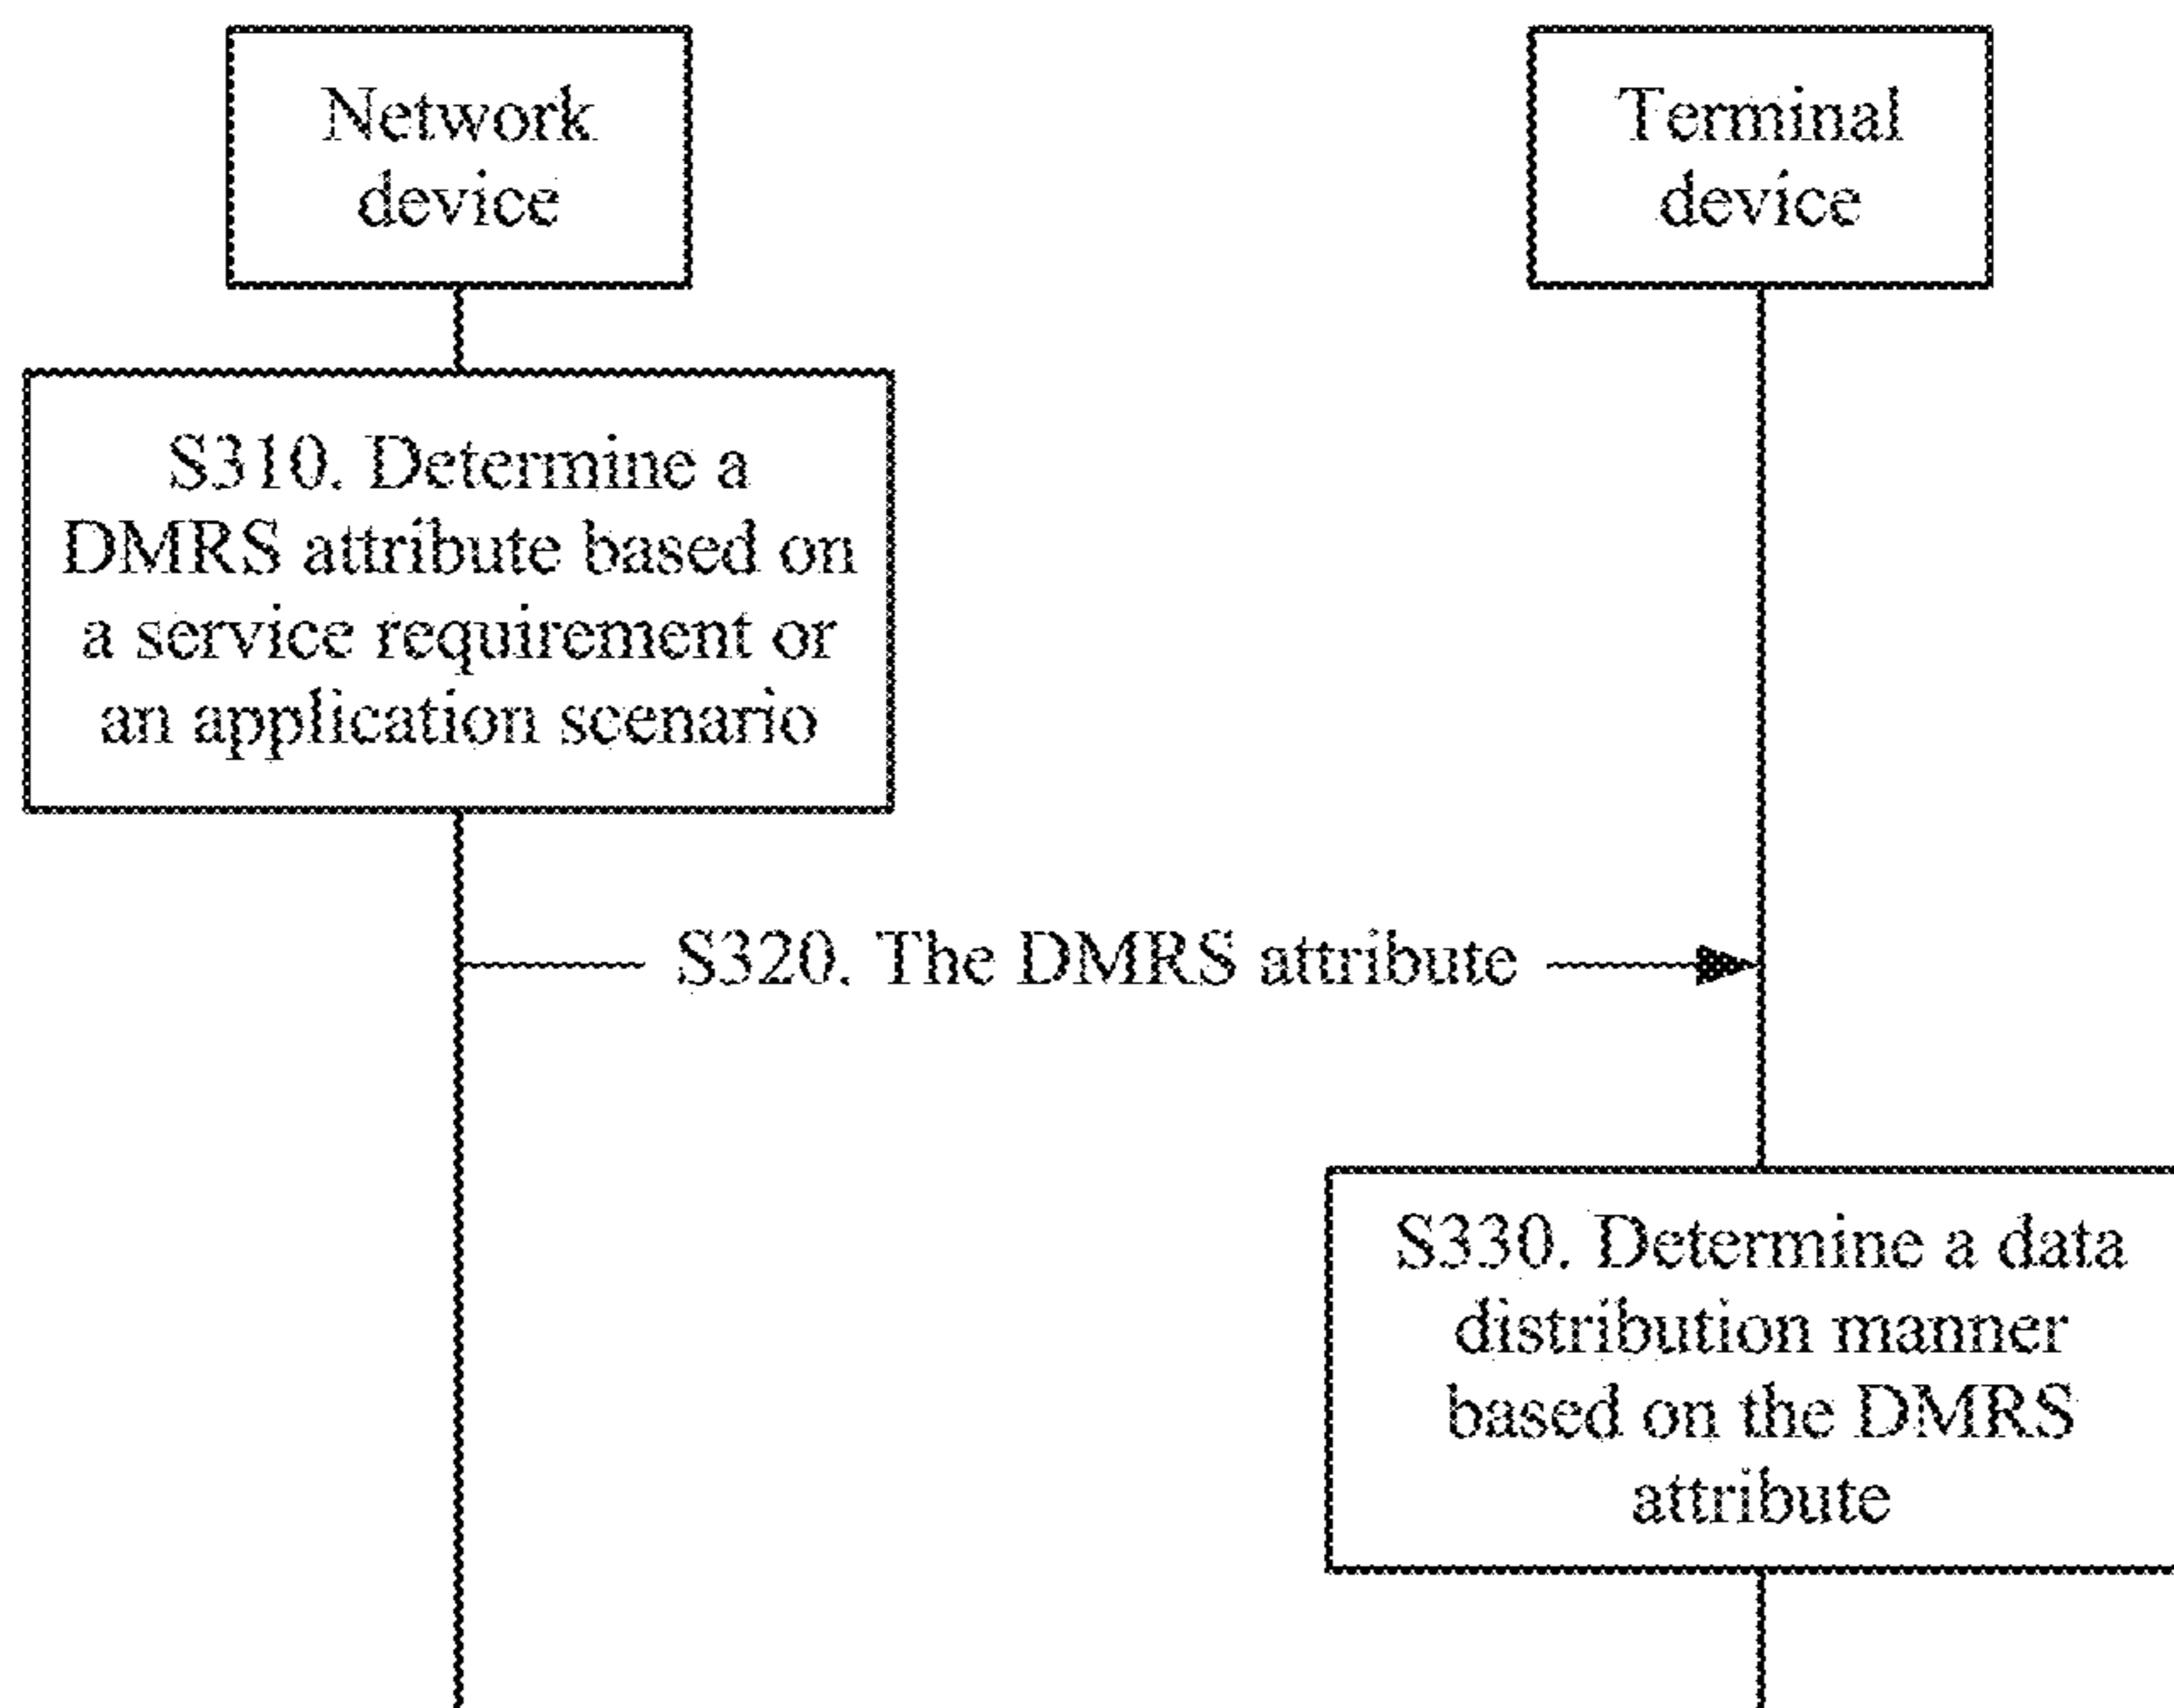 Network
device
Terminal
device
S310. Determine a
DMRS attribute based on
a service requirement or
an application scenario
S320. The DMRS attribute
S330. Determine a data
distribution manner
based on the DMRS
attribute